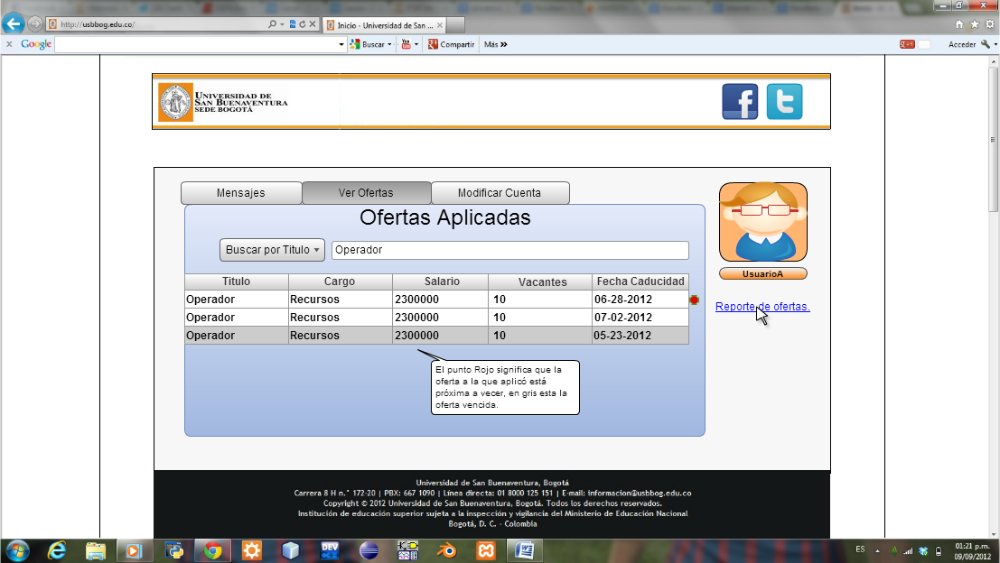 http://usbbog.edu.co/
Inicio - Universidad de San ...
Google
Buscar
You
Compartir
Más »
+1
Acceder
UNIVERSIDAD DE
SAN BUENAVENTURA
SEDE BOGOTÁ
Mensajes
Ver Ofertas
Modificar Cuenta
Ofertas Aplicadas
Buscar por Titulo
Operador
Titulo Cargo Salario Vacantes Fecha Caducidad
Operador Recursos 2300000 10 06-28-2012
Operador Recursos 2300000 10 07-02-2012
Operador Recursos 2300000 10 05-23-2012
El punto Rojo significa que la
oferta a la que aplicó está
próxima a vecer, en gris esta la
oferta vencida.
UsuarioA
Reporte de ofertas.
Universidad de San Buenaventura, Bogotá
Carrera 8 H n.° 172-20 | PBX: 667 1090 | Línea directa: 01 8000 125 151 | E-mail: informacion@usbbog.edu.co
Copyright © 2012 Universidad de San Buenaventura, Bogotá. Todos los derechos reservados.
Institución de educación superior sujeta a la inspección y vigilancia del Ministerio de Educación Nacional
Bogotá, D. C. - Colombia
DEV
ES
01:21 p.m.
09/09/2012